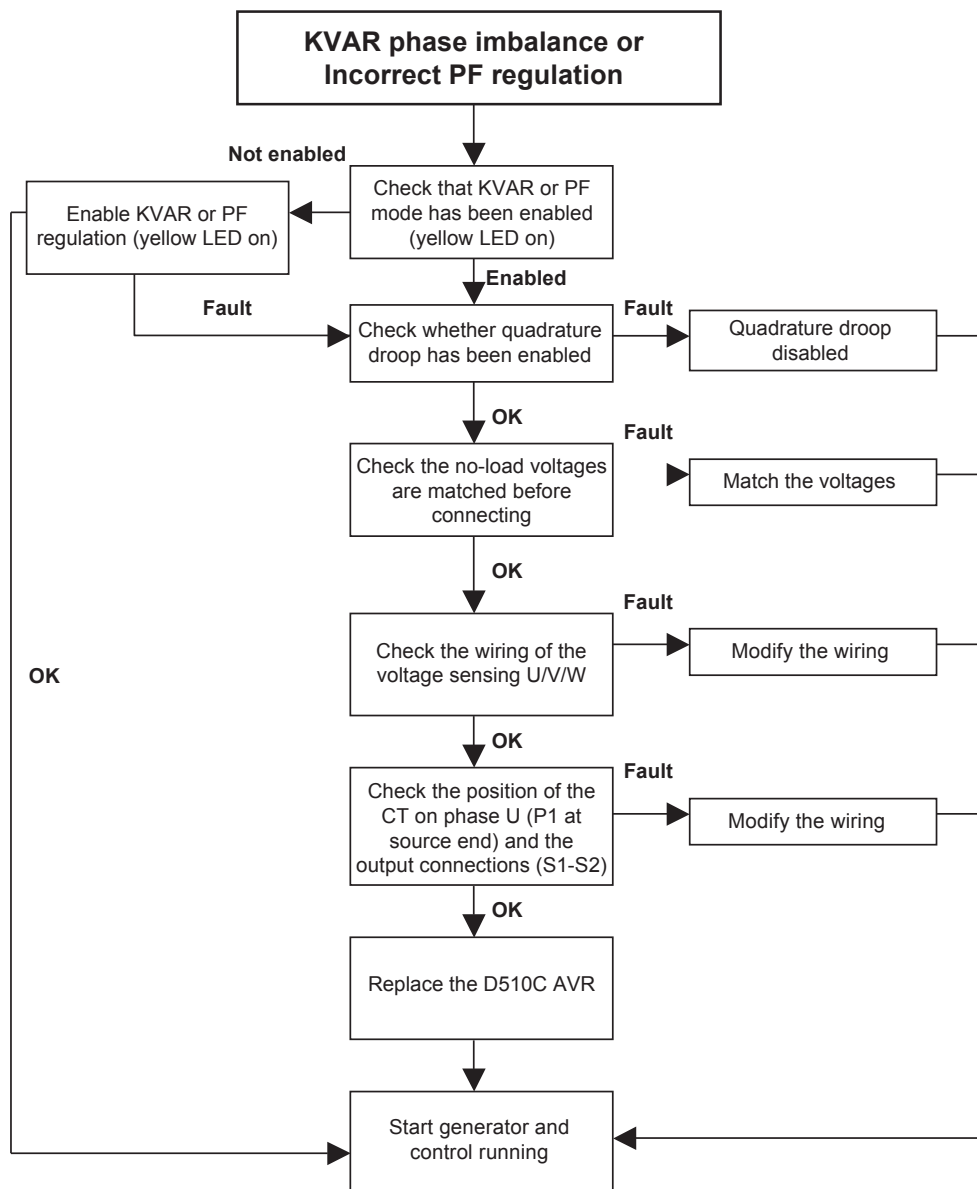 KVAR phase imbalance or
Incorrect PF regulation
Not enabled
Check that KVAR or PF
mode has been enabled
(yellow LED on)
Enable KVAR or PF
regulation (yellow LED on)
Enabled
Fault
Check whether quadrature
droop has been enabled
Fault
Quadrature droop
disabled
OK
Check the no-load voltages
are matched before
connecting
Fault
Match the voltages
OK
Check the wiring of the
voltage sensing U/V/W
Fault
Modify the wiring
OK
OK
Check the position of the
CT on phase U (P1 at
source end) and the
output connections (S1-S2)
Fault
Modify the wiring
OK
Replace the D510C AVR
Start generator and
control running